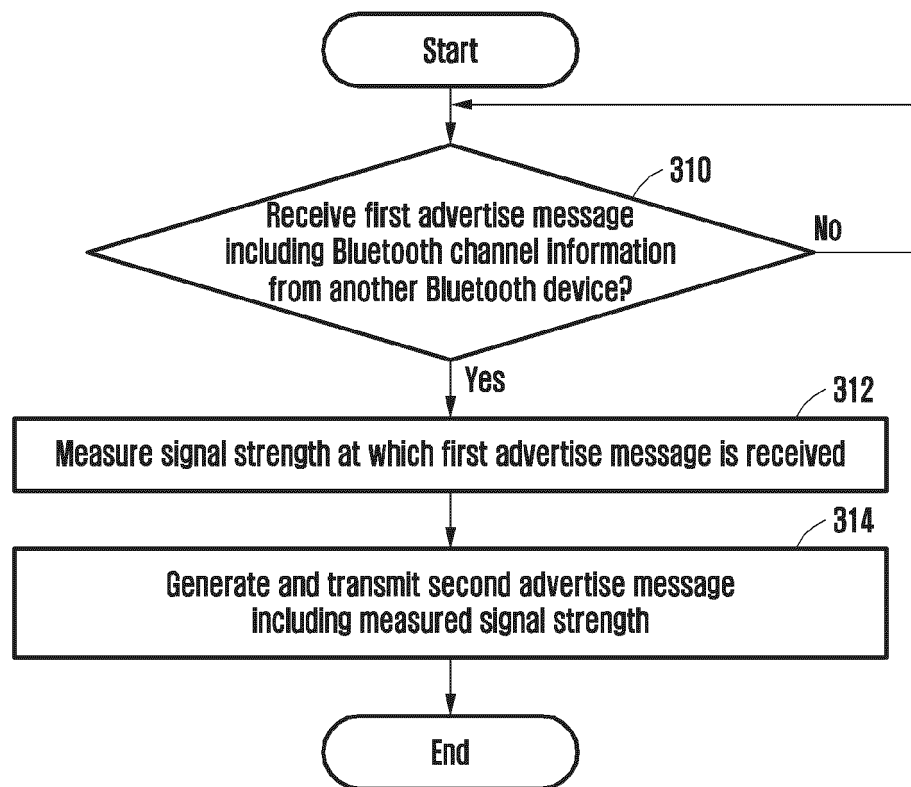 Start
310
Receive first advertise message
including Bluetooth channel information
from another Bluetooth device?
No
Yes
312
Measure signal strength at which first advertise message is received
314
Generate and transmit second advertise message
including measured signal strength
End